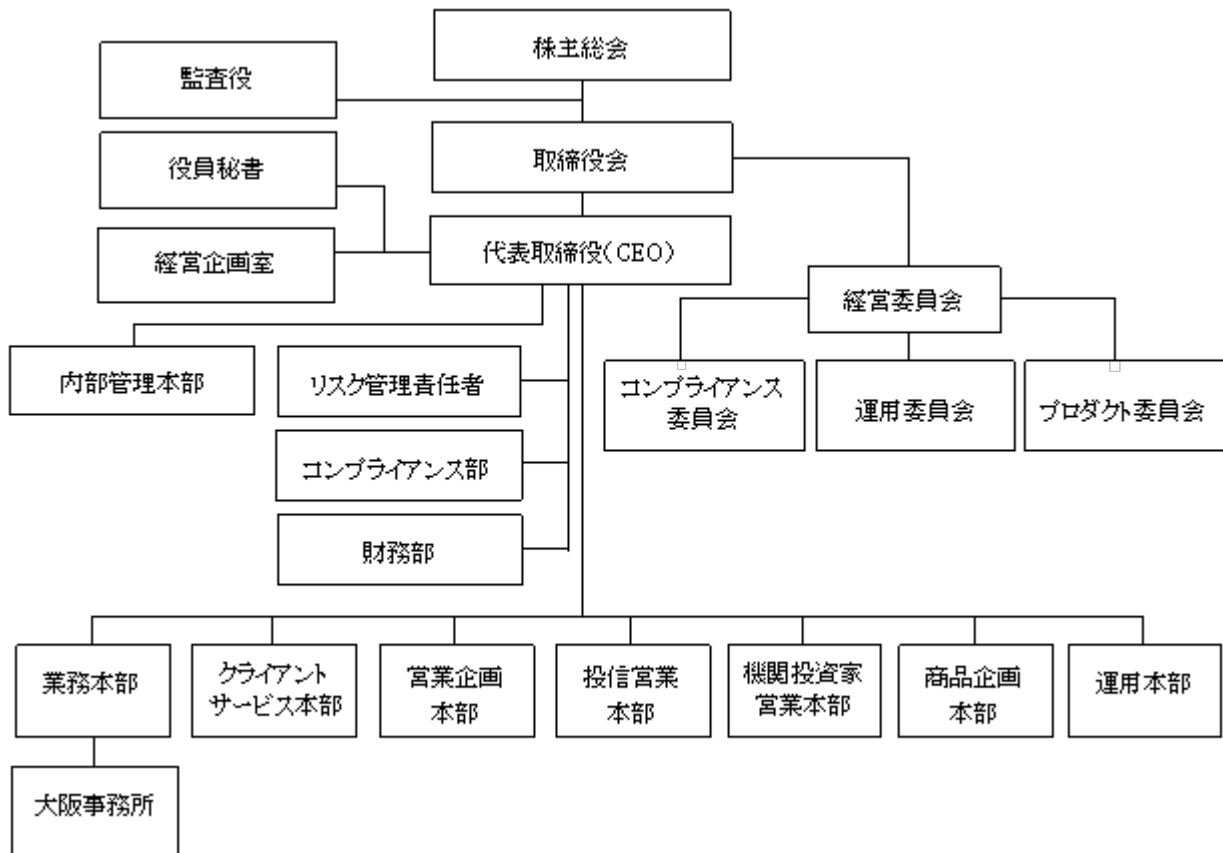 株主総会
監査役
取締役会
役員秘書
代表取締役(CEO)
経営企画室
経営委員会
内部管理本部
リスク管理責任者
コンプライアンス
委員会
運用委員会
プロダクト委員会
コンプライアンス部
財務部
業務本部
クライアント
サービス本部
営業企画
本部
投信営業
本部
機関投資家
営業本部
商品企画
本部
運用本部
大阪事務所